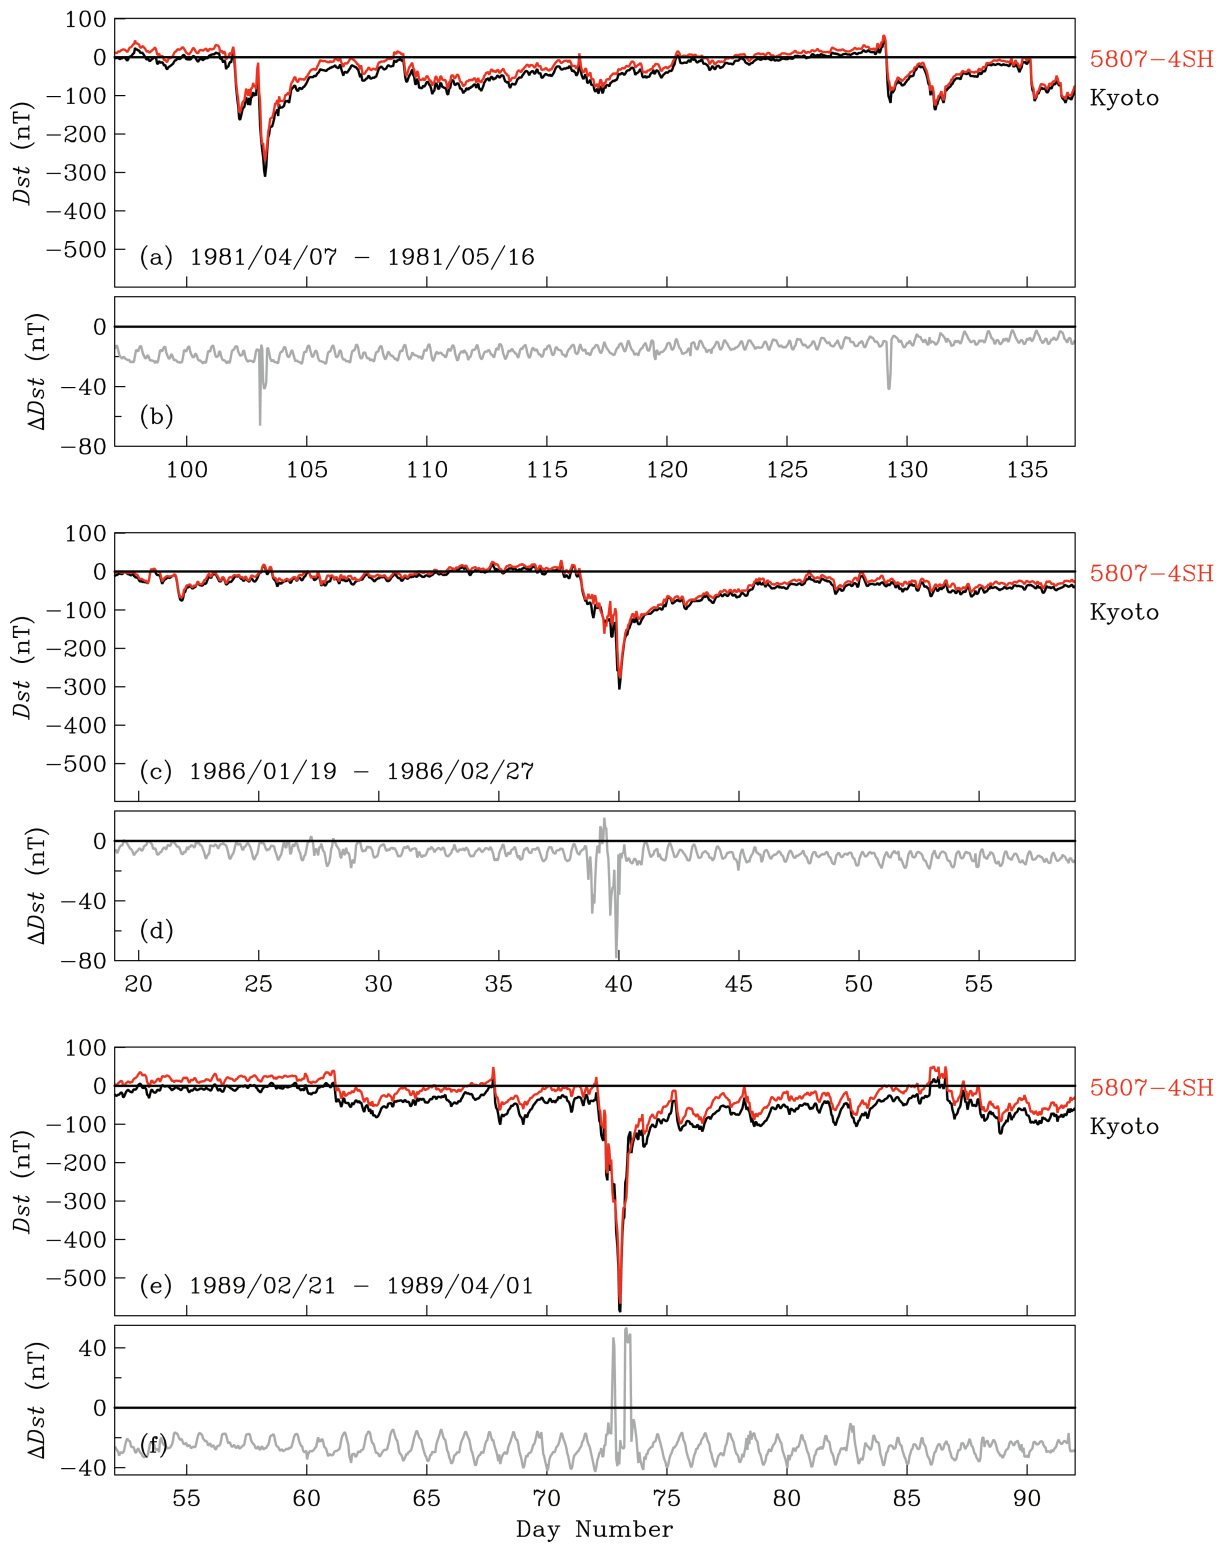 100
0
−100
−200
−300
−400
−500
Dst (nT)
5807−4SH
Kyoto
(a) 1981/04/07 − 1981/05/16
0
−40
−80
ΔDst (nT)
(b)
100 105 110 115 120 125 130 135
100
0
−100
−200
−300
−400
−500
Dst (nT)
5807−4SH
Kyoto
(c) 1986/01/19 − 1986/02/27
0
−40
−80
ΔDst (nT)
(d)
20 25 30 35 40 45 50 55
100
0
−100
−200
−300
−400
−500
Dst (nT)
5807−4SH
Kyoto
(e) 1989/02/21 − 1989/04/01
40
0
−40
ΔDst (nT)
(f)
55 60 65 70 75 80 85 90
Day Number